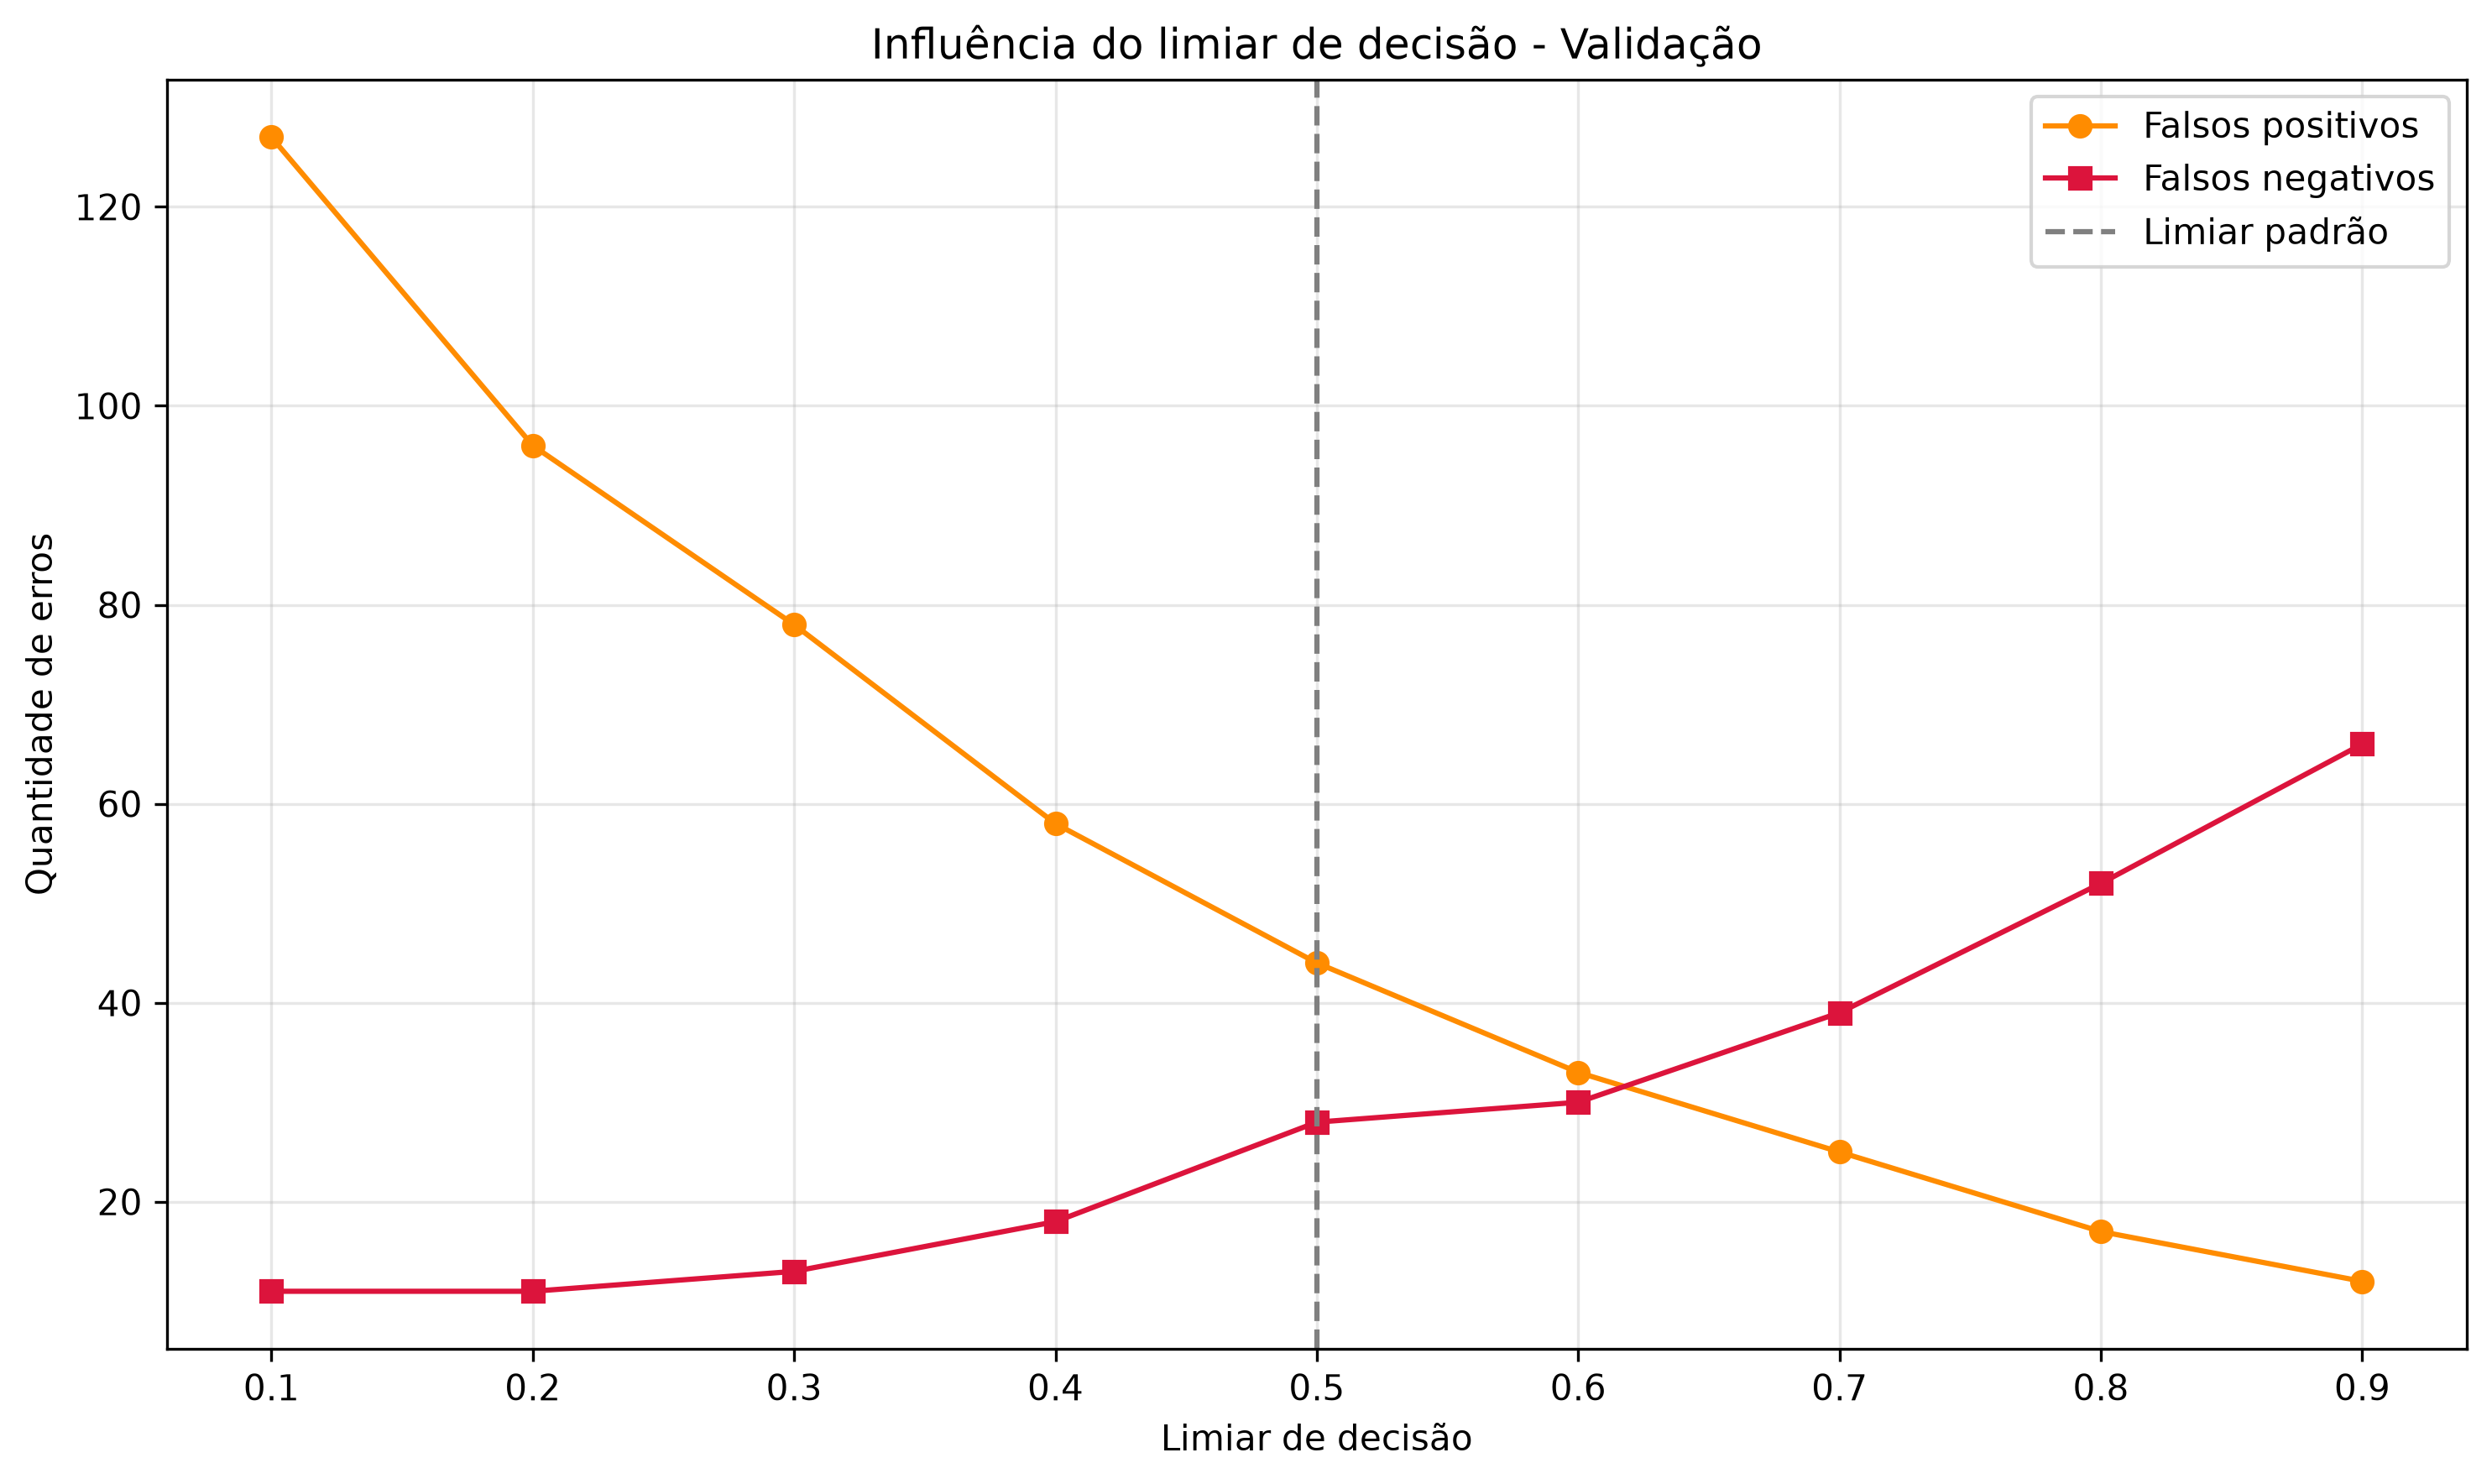 Influência do limiar de decisão - Validação
Falsos positivos
Falsos negativos
Limiar padrão
Quantidade de erros
120
100
80
60
40
20
0.1 0.2 0.3 0.4 0.5 0.6 0.7 0.8 0.9
Limiar de decisão